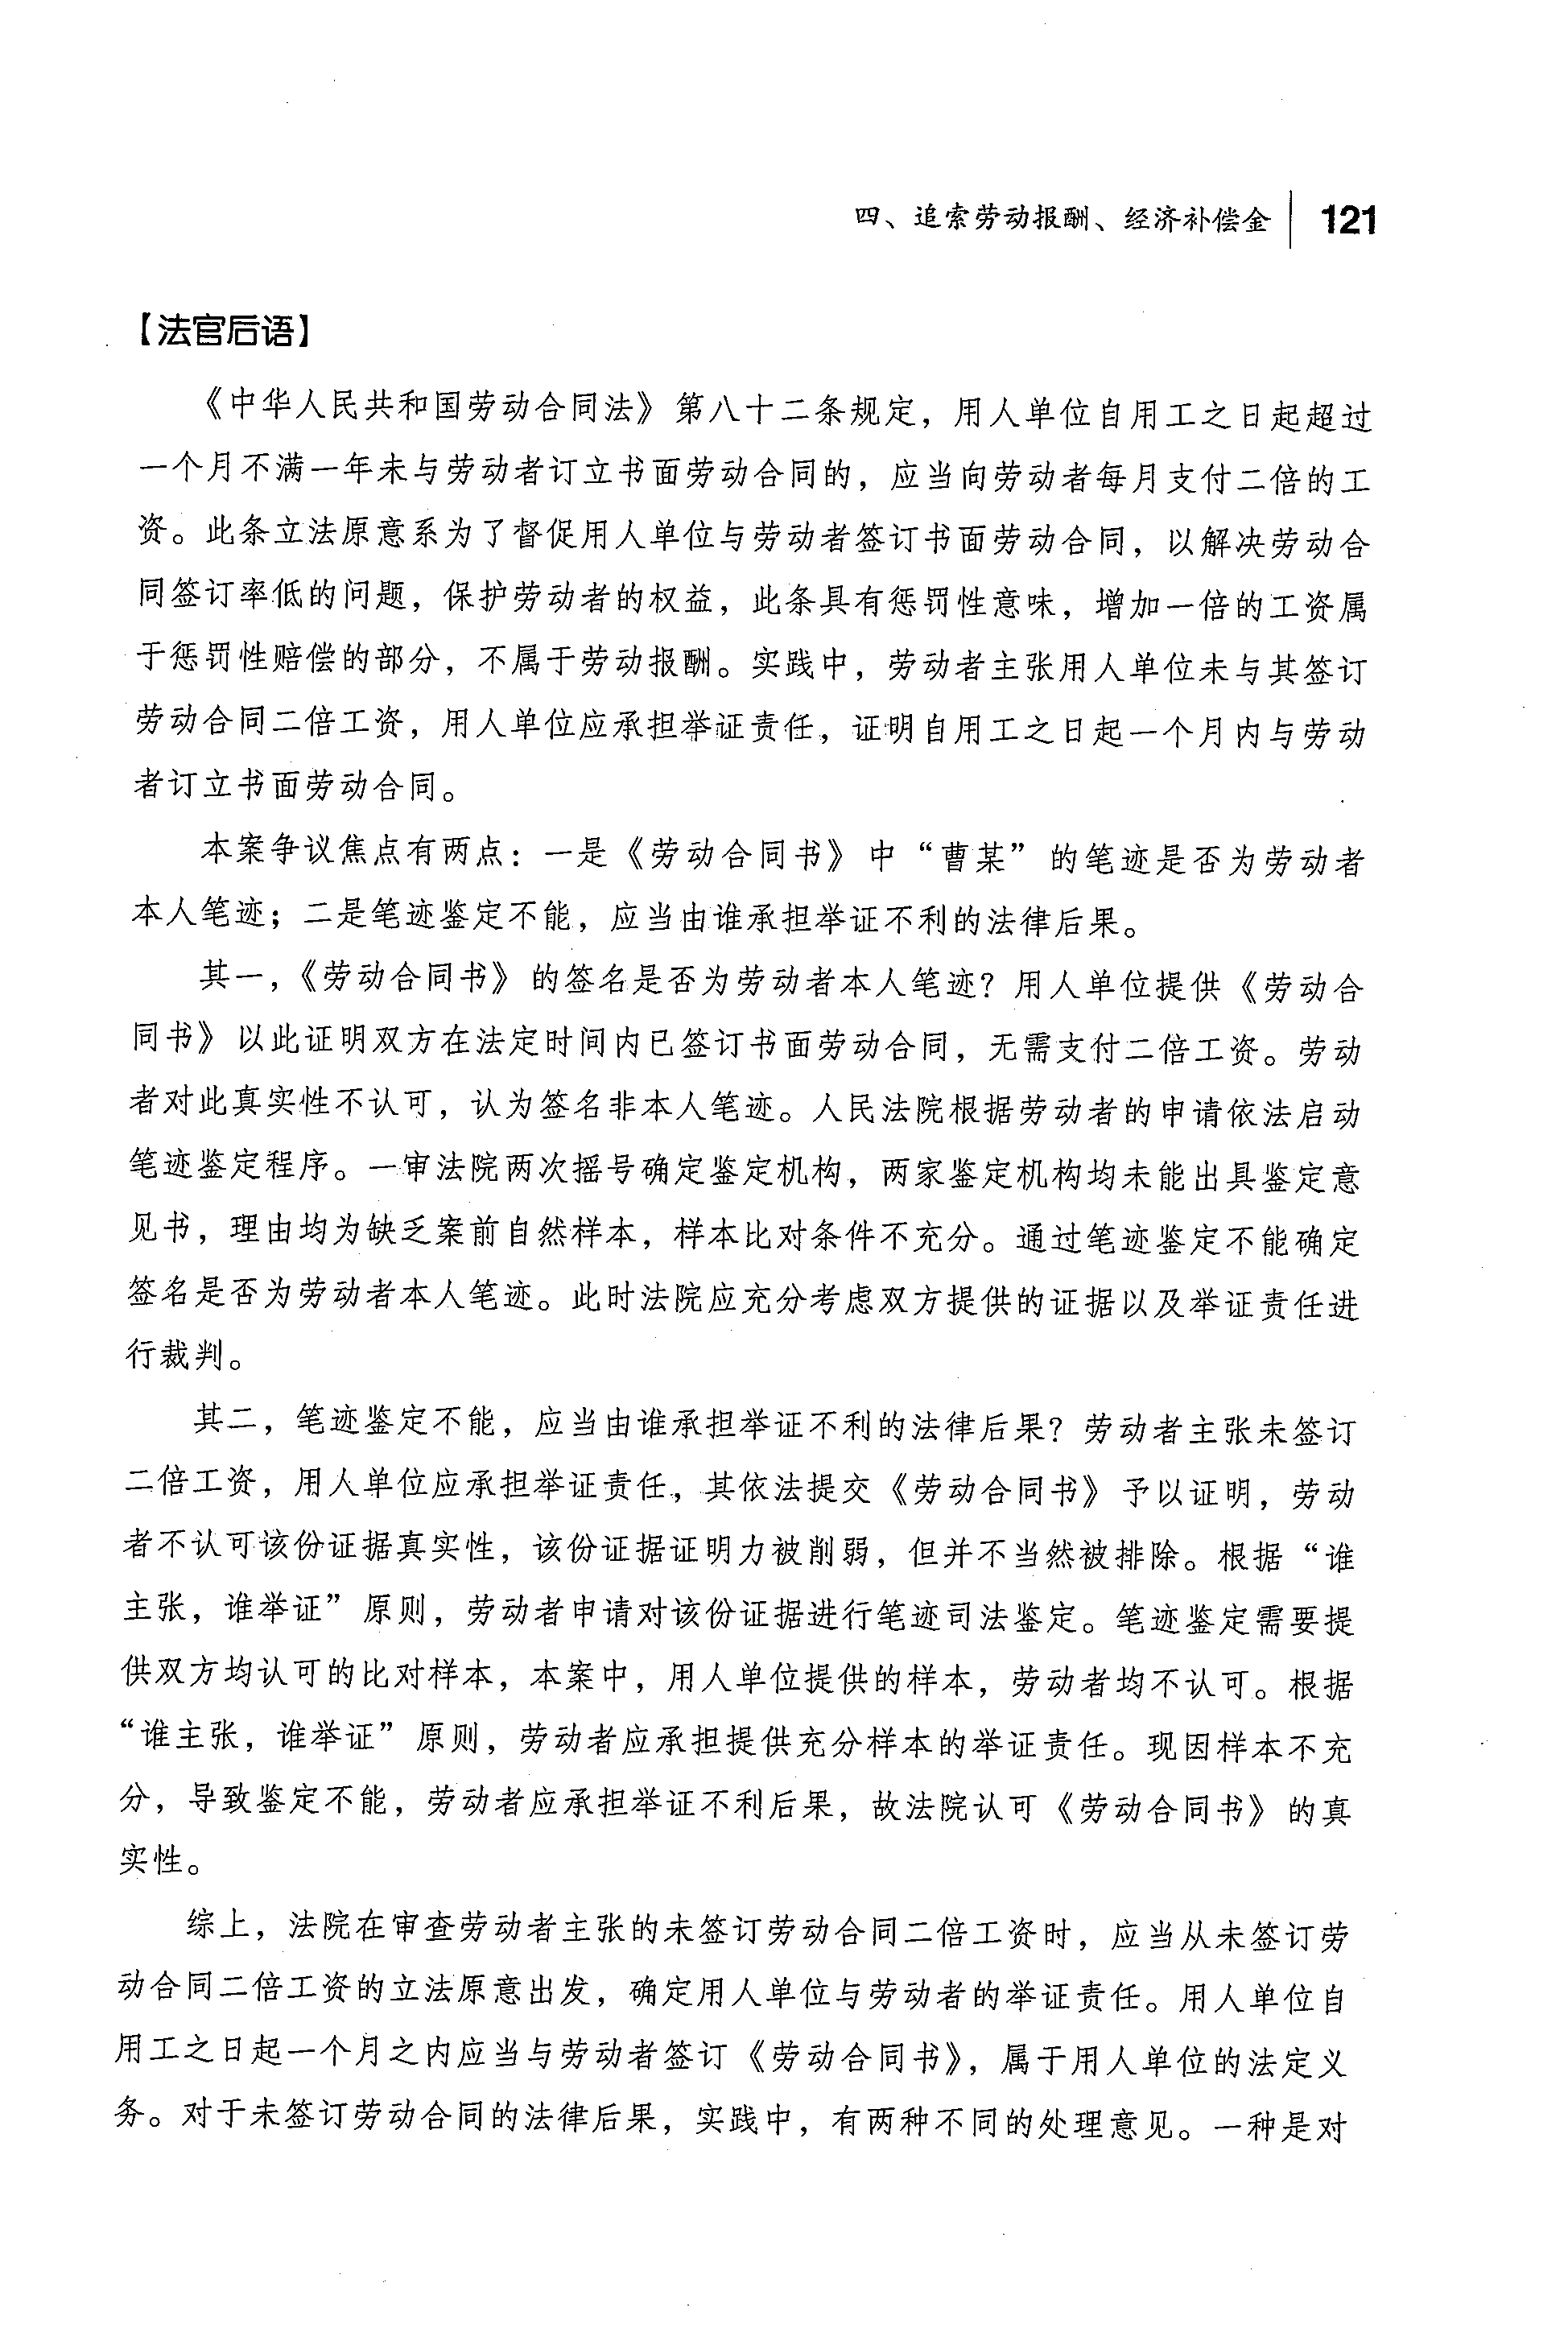 四、追索劳动报酬、经济补偿金 121
【法官后语】
《中华人民共和国劳动合同法》第八十二条规定，用人单位自用工之日起超过
一个月不满一年未与劳动者订立书面劳动合同的，应当向劳动者每月支付二倍的工
资。此条立法原意系为了督促用人单位与劳动者签订书面劳动合同，以解决劳动合
同签订率低的问题，保护劳动者的权益，此条具有惩罚性意味，增加一倍的工资属
于惩罚性赔偿的部分，不属于劳动报酬。实践中，劳动者主张用人单位未与其签订
劳动合同二倍工资，用人单位应承担举证责任，证明自用工之日起一个月内与劳动
者订立书面劳动合同。
本案争议焦点有两点：一是《劳动合同书》中“曹某”的笔迹是否为劳动者
本人笔迹；二是笔迹鉴定不能，应当由谁承担举证不利的法律后果。
其一，《劳动合同书》的签名是否为劳动者本人笔迹？用人单位提供《劳动合
同书》以此证明双方在法定时间内已签订书面劳动合同，无需支付二倍工资。劳动
者对此真实性不认可，认为签名非本人笔迹。人民法院根据劳动者的申请依法启动
笔迹鉴定程序。一审法院两次摇号确定鉴定机构，两家鉴定机构均未能出具鉴定意
见书，理由均为缺乏案前自然样本，样本比对条件不充分。通过笔迹鉴定不能确定
签名是否为劳动者本人笔迹。此时法院应充分考虑双方提供的证据以及举证责任进
行裁判。
其二，笔迹鉴定不能，应当由谁承担举证不利的法律后果？劳动者主张未签订
二倍工资，用人单位应承担举证责任，其依法提交《劳动合同书》予以证明，劳动
者不认可该份证据真实性，该份证据证明力被削弱，但并不当然被排除。根据“谁
主张，谁举证”原则，劳动者申请对该份证据进行笔迹司法鉴定。笔迹鉴定需要提
供双方均认可的比对样本，本案中，用人单位提供的样本，劳动者均不认可。根据
“谁主张，谁举证”原则，劳动者应承担提供充分样本的举证责任。现因样本不充
分，导致鉴定不能，劳动者应承担举证不利后果，故法院认可《劳动合同书》的真
实性。
综上，法院在审查劳动者主张的未签订劳动合同二倍工资时，应当从未签订劳
动合同二倍工资的立法原意出发，确定用人单位与劳动者的举证责任。用人单位自
用工之日起一个月之内应当与劳动者签订《劳动合同书》，属于用人单位的法定义
务。对于未签订劳动合同的法律后果，实践中，有两种不同的处理意见。一种是对